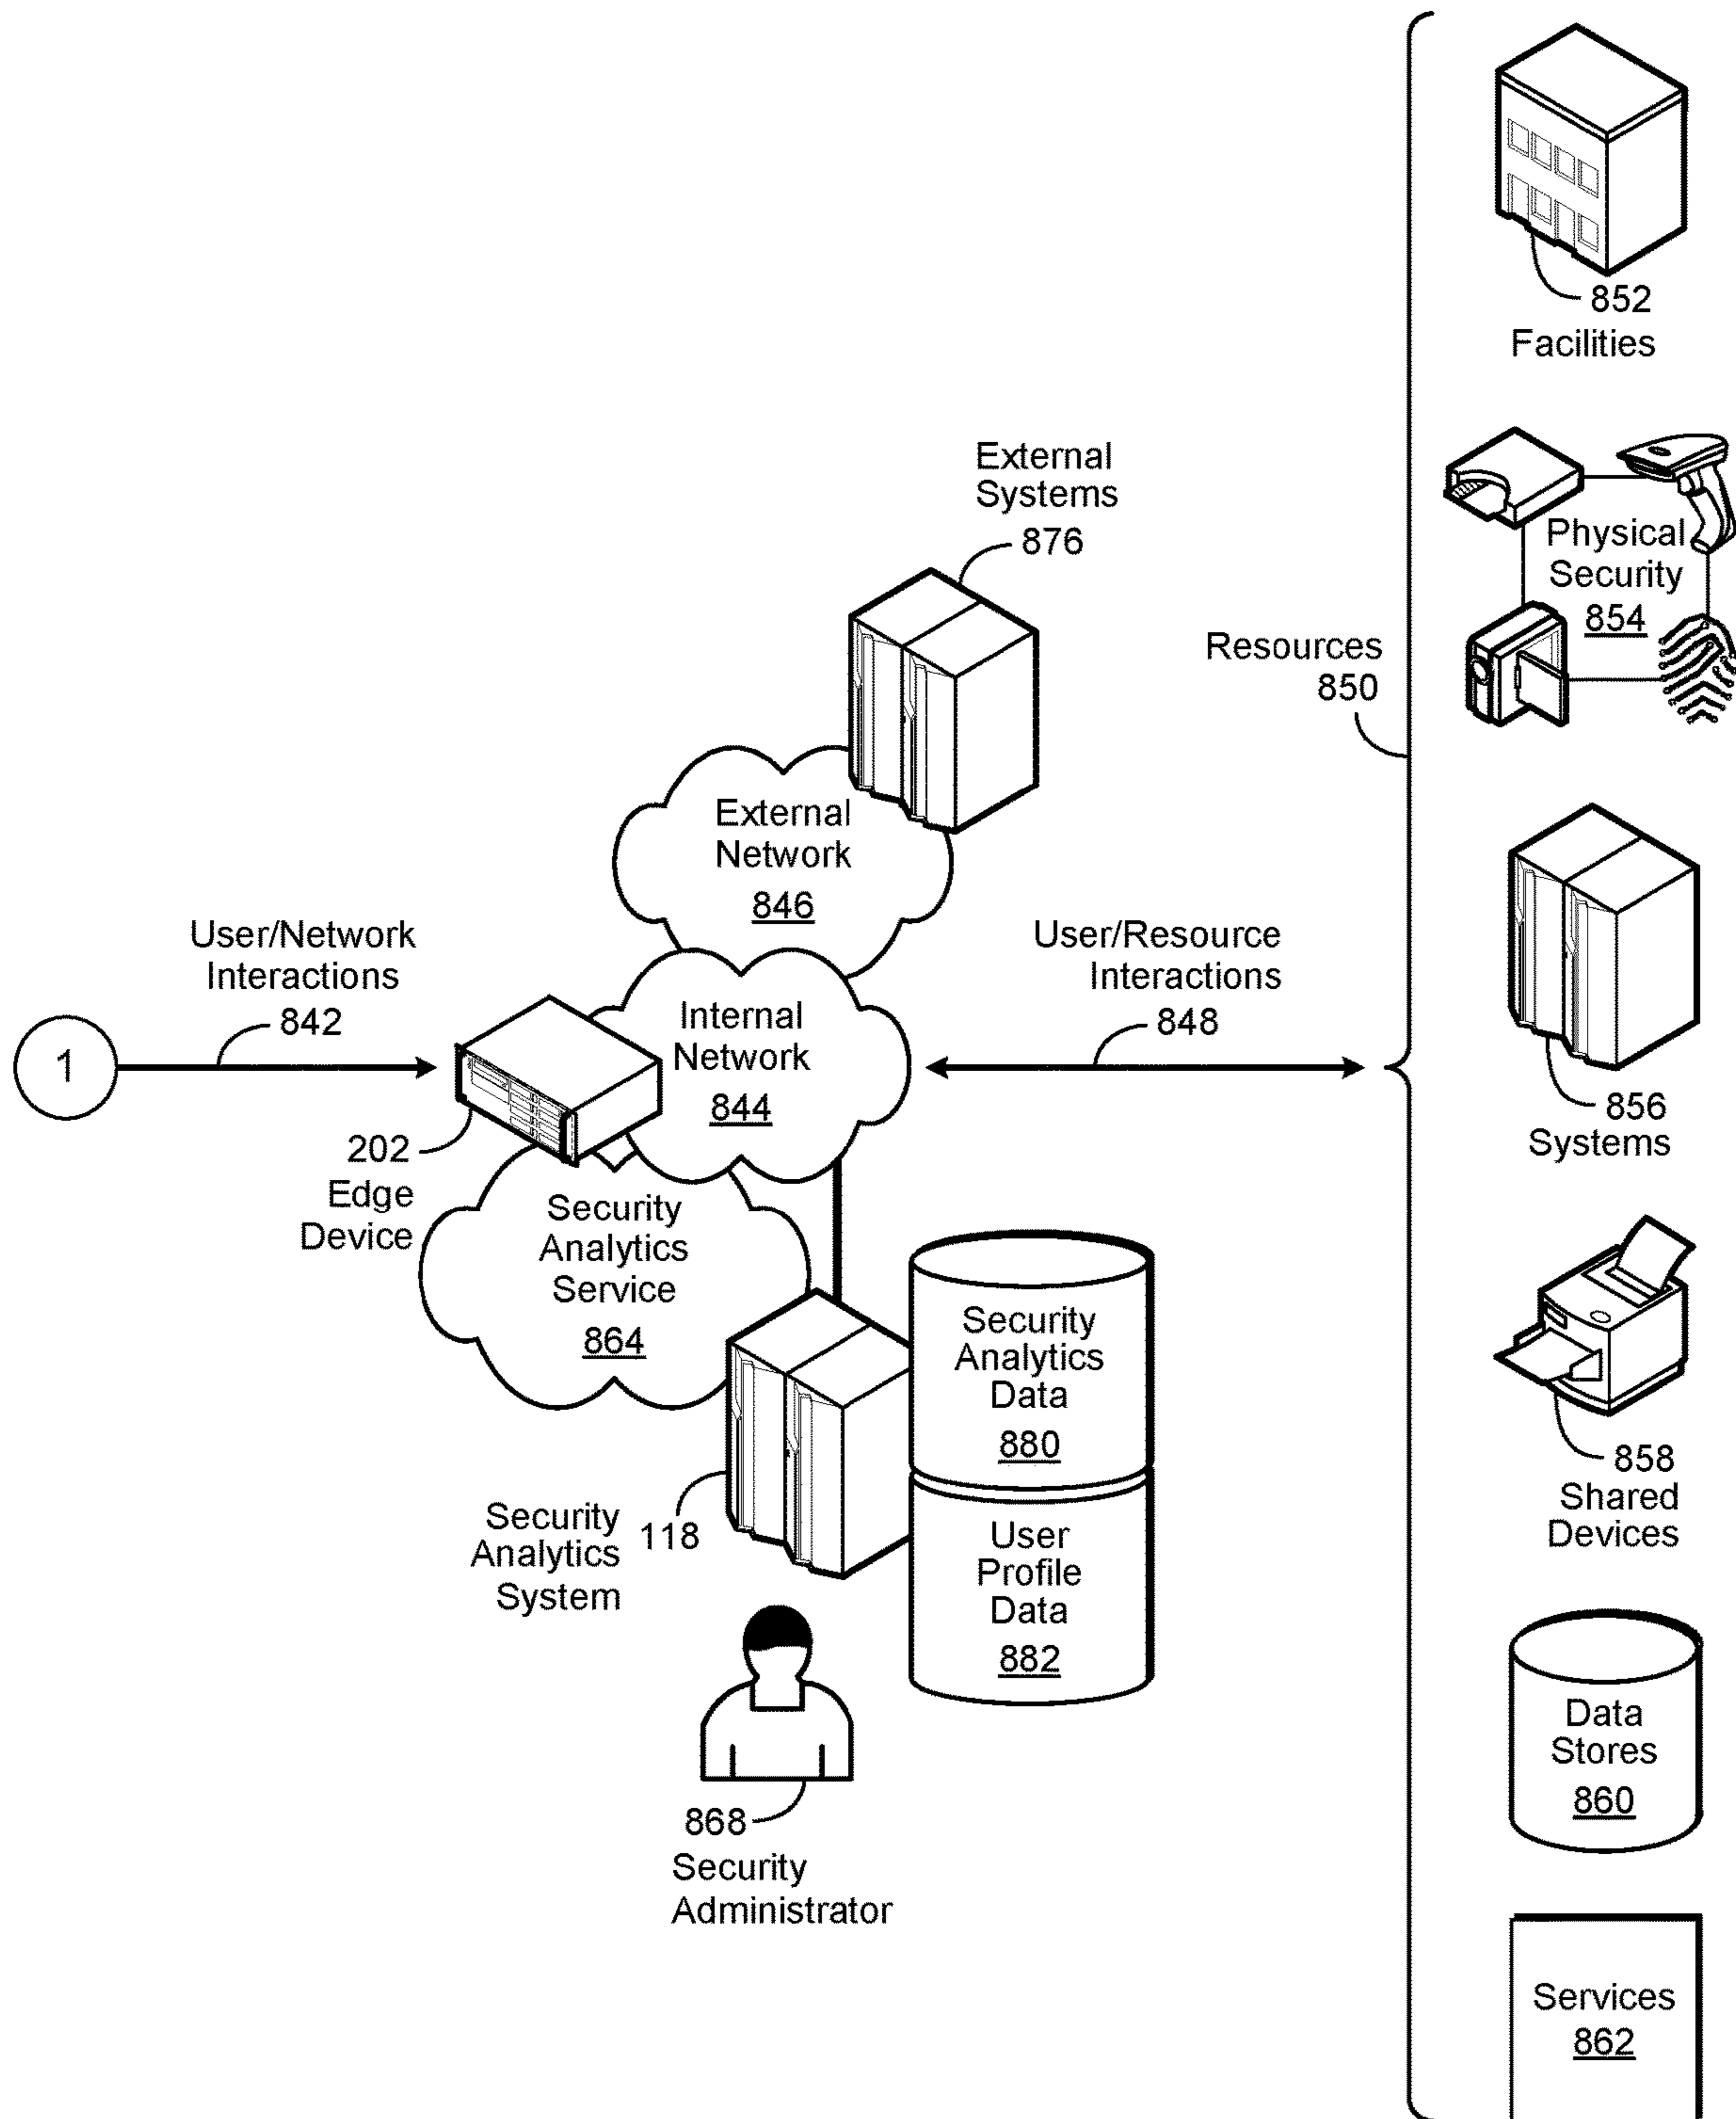 852
Facilities
External
Systems
876
Physical
Security
854
Resources
850
External
Network
846
User/Network
Interactions
842
User/Resource
Interactions
848
1
Internal
Network
844
202
Edge
Device
856
Systems
Security
Analytics
Service
864
Security
Analytics
Data
880
858
Shared
Devices
Security
Analytics
System
118
User
Profile
Data
882
Data
Stores
860
868
Security
Administrator
Services
862